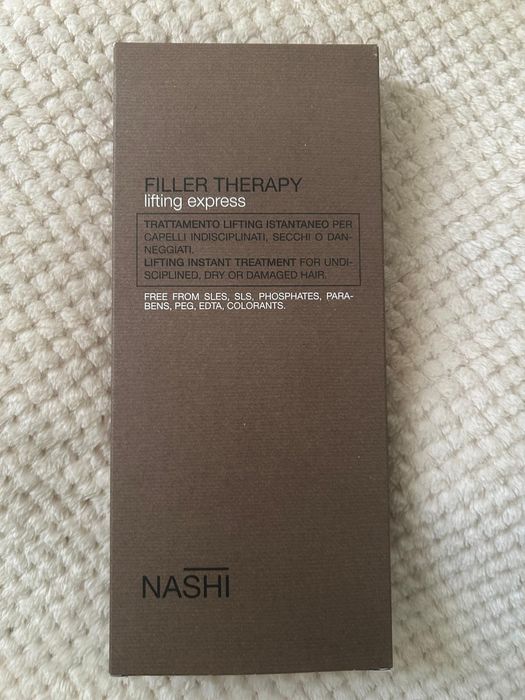 FILLER THERAPY
lifting express
TRATTAMENTO LIFTING ISTANTANEO PER
CAPELLI INDISCIPLINATI, SECCHI O DAN-
NEGGIATI.
LIFTING INSTANT TREATMENT FOR UNDI-
SCIPLINED, DRY OR DAMAGED HAIR.
FREE FROM SLES, SLS, PHOSPHATES, PARA-
BENS, PEG, EDTA, COLORANTS.
NASHI